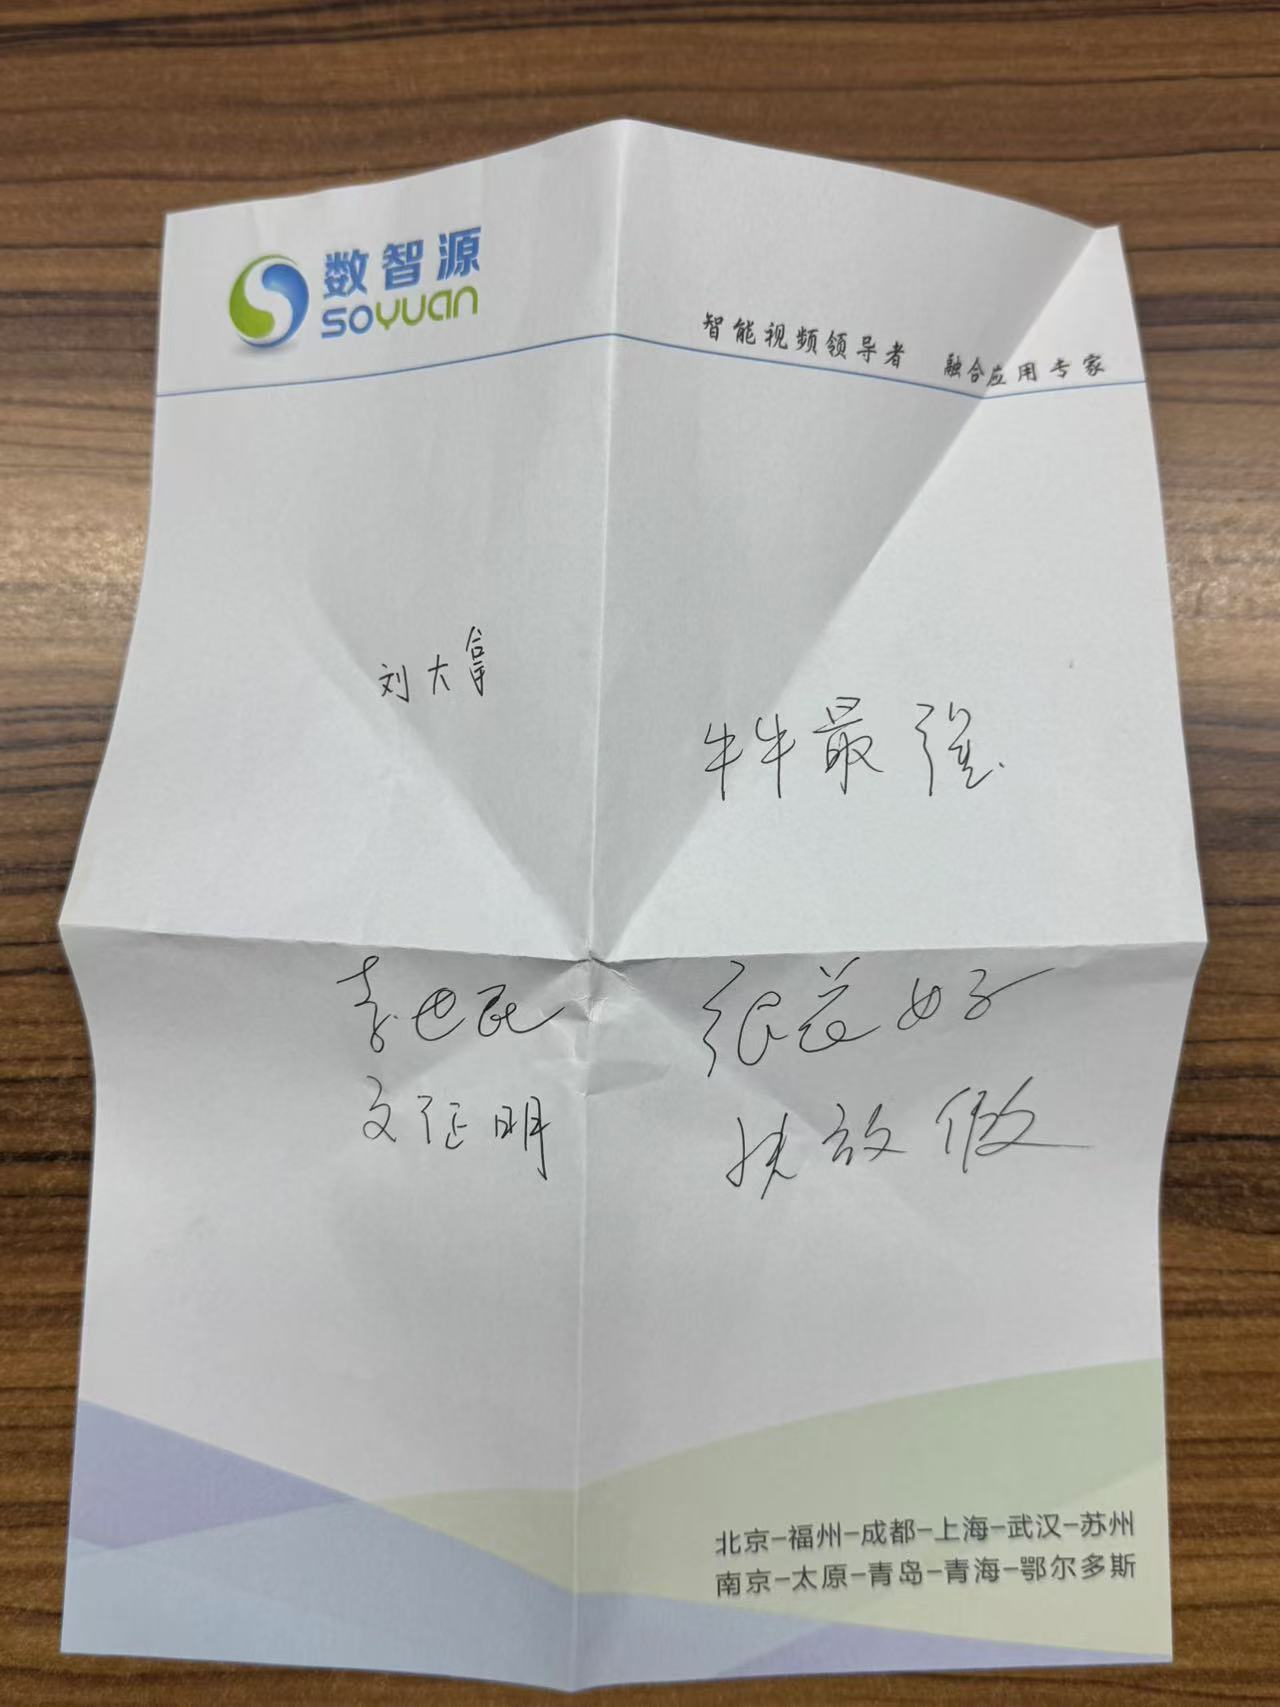 数智源
SOYUAN
智能视频领导者 融合应用专家
刘大拿
牛牛最强
李世民
张益好
文征明
快放假
北京-福州-成都-上海-武汉-苏州
南京-太原-青岛-青海-鄂尔多斯